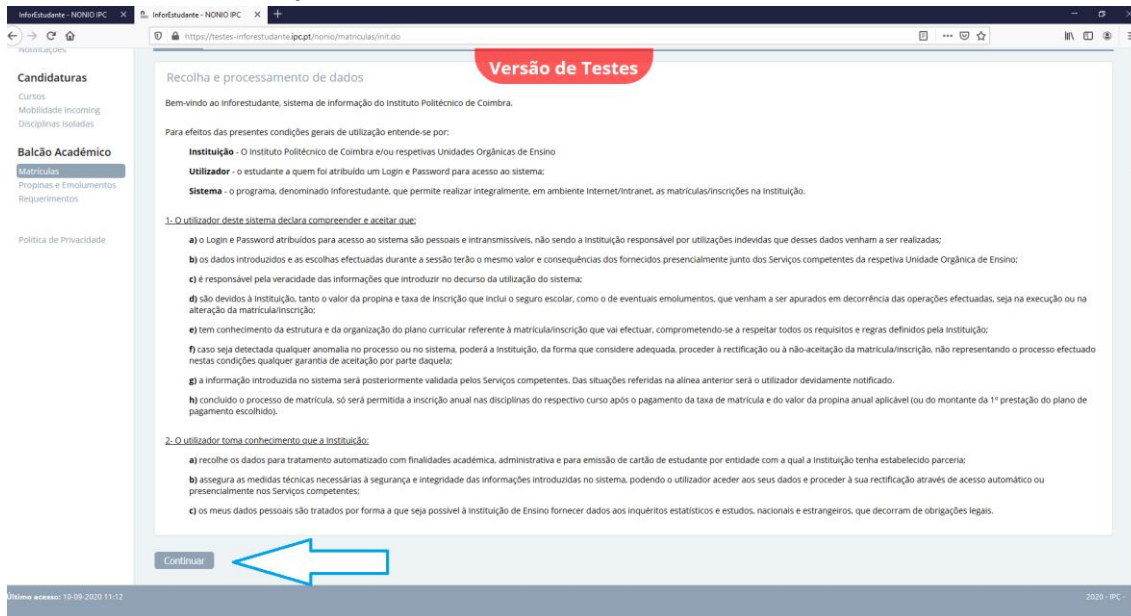 InforEstudante - NONIO IPC
InforEstudante - NONIO IPC
https://testes-inforestudante.ipc.pt/nonio/matriculas/init.do
Notificações
Candidaturas
Cursos
Mobilidade Incoming
Disciplinas Isoladas
Balcão Académico
Matrículas
Propinas e Emolumentos
Requerimentos
Política de Privacidade
Versão de Testes
Recolha e processamento de dados
Bem-vindo ao Inforestudante, sistema de informação do Instituto Politécnico de Coimbra.
Para efeitos das presentes condições gerais de utilização entende-se por:
Instituição - O Instituto Politécnico de Coimbra e/ou respetivas Unidades Orgânicas de Ensino
Utilizador - o estudante a quem foi atribuído um Login e Password para acesso ao sistema;
Sistema - o programa, denominado Inforestudante, que permite realizar integralmente, em ambiente Internet/Intranet, as matrículas/inscrições na Instituição.
1- O utilizador deste sistema declara compreender e aceitar que:
a) o Login e Password atribuídos para acesso ao sistema são pessoais e intransmissíveis, não sendo a Instituição responsável por utilizações indevidas que desses dados venham a ser realizadas;
b) os dados introduzidos e as escolhas efectuadas durante a sessão terão o mesmo valor e consequências dos fornecidos presencialmente junto dos Serviços competentes da respetiva Unidade Orgânica de Ensino;
c) é responsável pela veracidade das informações que introduzir no decurso da utilização do sistema;
d) são devidos à Instituição, tanto o valor da propina e taxa de inscrição que inclui o seguro escolar, como o de eventuais emolumentos, que venham a ser apurados em decorrência das operações efectuadas, seja na execução ou na
alteração da matrícula/inscrição;
e) tem conhecimento da estrutura e da organização do plano curricular referente à matrícula/inscrição que vai efectuar, comprometendo-se a respeitar todos os requisitos e regras definidos pela Instituição;
f) caso seja detectada qualquer anomalia no processo ou no sistema, poderá a Instituição, da forma que considere adequada, proceder à rectificação ou à não-aceitação da matrícula/inscrição, não representando o processo efectuado
nestas condições qualquer garantia de aceitação por parte daquela;
g) a informação introduzida no sistema será posteriormente validada pelos Serviços competentes. Das situações referidas na alínea anterior será o utilizador devidamente notificado.
h) concluído o processo de matrícula, só será permitida a inscrição anual nas disciplinas do respectivo curso após o pagamento da taxa de matrícula e do valor da propina anual aplicável (ou do montante da 1ª prestação do plano de
pagamento escolhido).
2- O utilizador toma conhecimento que a Instituição:
a) recolhe os dados para tratamento automatizado com finalidades académica, administrativa e para emissão de cartão de estudante por entidade com a qual a Instituição tenha estabelecido parceria;
b) assegura as medidas técnicas necessárias à segurança e integridade das informações introduzidas no sistema, podendo o utilizador aceder aos seus dados e proceder à sua rectificação através de acesso automático ou
presencialmente nos Serviços competentes;
c) os meus dados pessoais são tratados por forma a que seja possível à Instituição de Ensino fornecer dados aos inquéritos estatísticos e estudos, nacionais e estrangeiros, que decorram de obrigações legais.
Continuar
Último acesso: 10-09-2020 11:12
2020 - IPC -